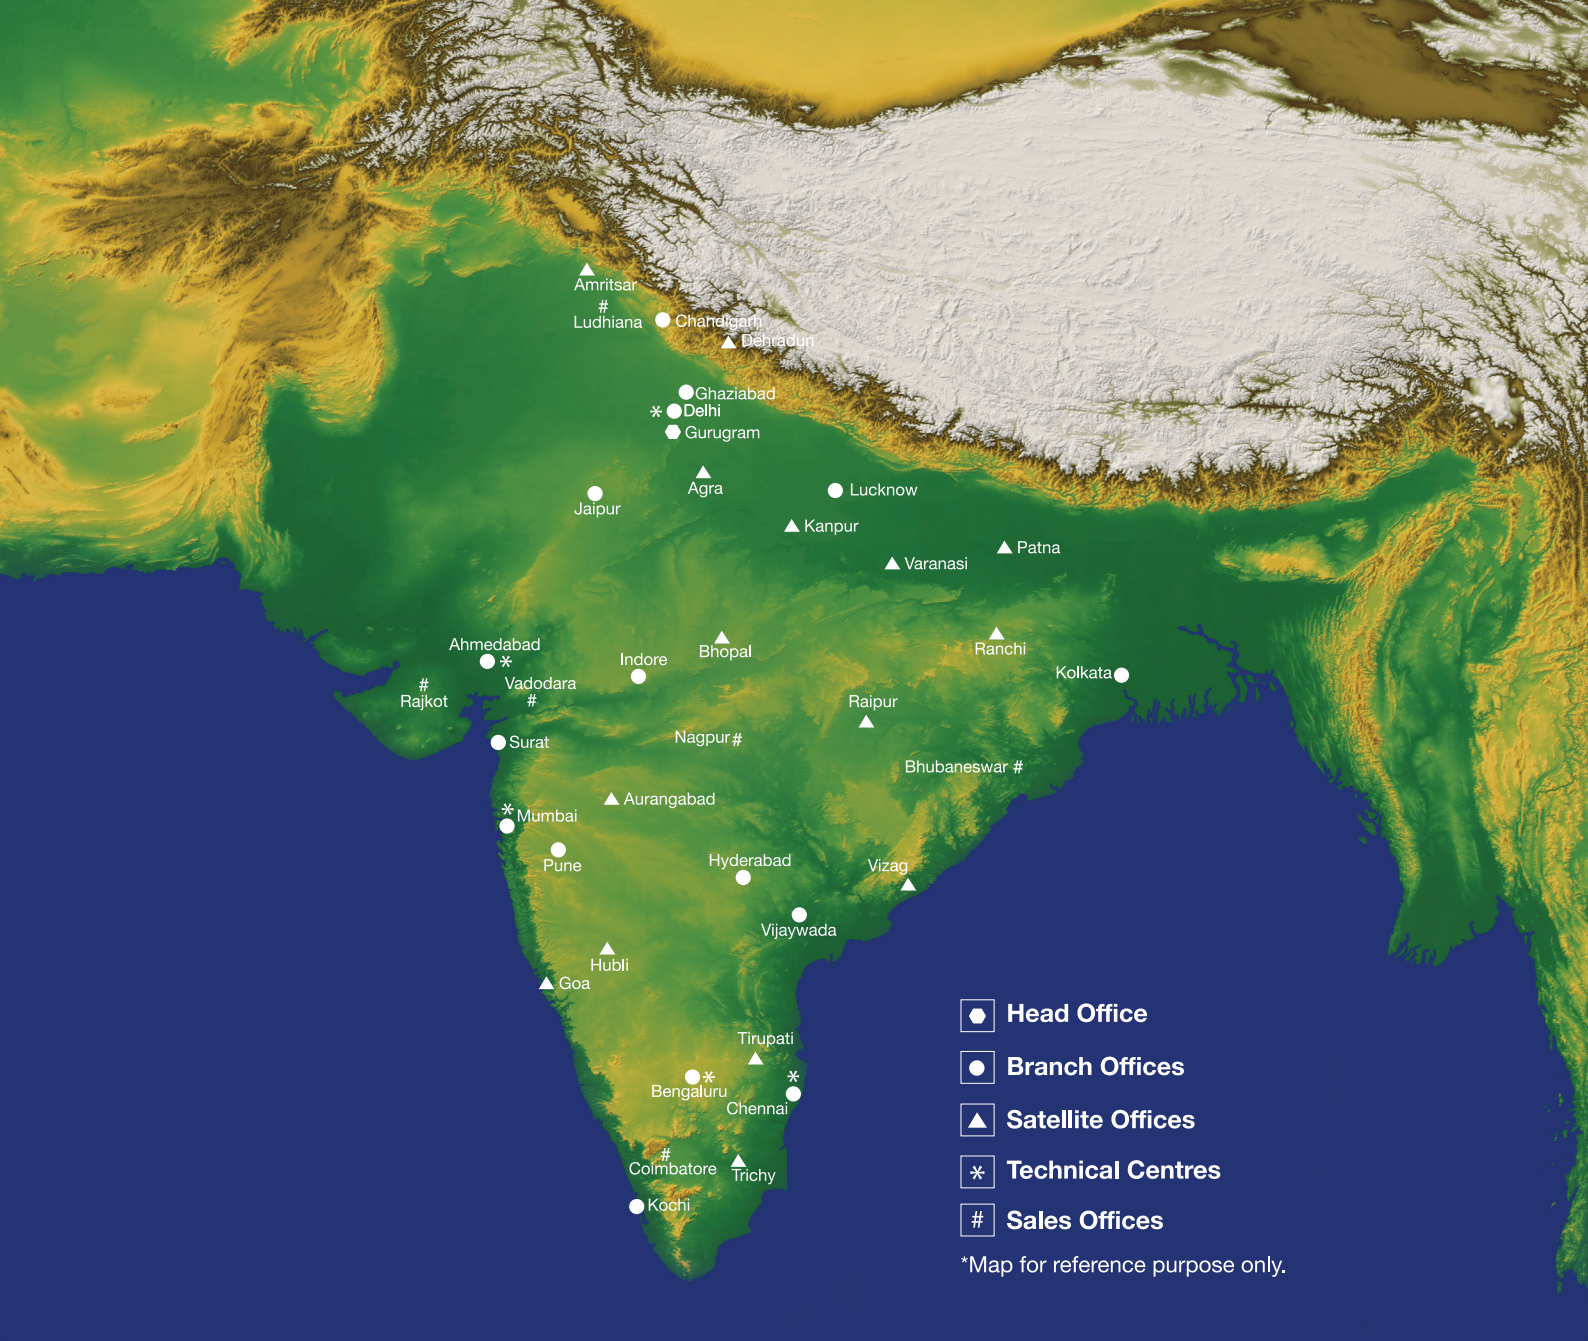 Amritsar
#
Ludhiana
Chandigarh
Dehradun
Ghaziabad
* Delhi
Gurugram
Agra
Lucknow
Jaipur
Kanpur
Patna
Varanasi
Ahmedabad
*
Bhopal
Ranchi
Indore
Kolkata
Vadodara
#
#
Rajkot
Raipur
Surat
Nagpur #
Bhubaneswar #
Aurangabad
*
Mumbai
Pune
Hyderabad
Vizag
Vijaywada
Hubli
Goa
Tirupati
*
Bengaluru
*
Chennai
#
Coimbatore
Trichy
Kochi
Head Office
Branch Offices
Satellite Offices
* Technical Centres
# Sales Offices
*Map for reference purpose only.